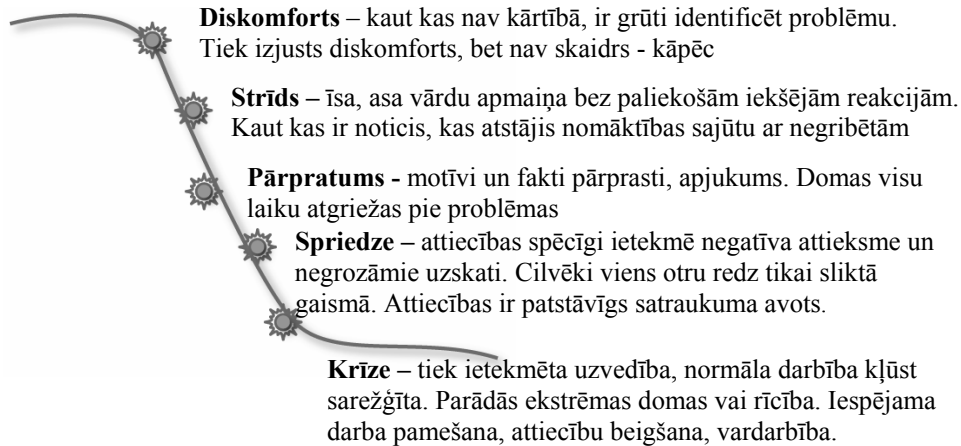 Diskomforts – kaut kas nav kārtībā, ir grūti identificēt problēmu.
Tiek izjusts diskomforts, bet nav skaidrs - kāpēc
Strīds – īsa, asa vārdu apmaiņa bez paliekošām iekšējām reakcijām.
Kaut kas ir noticis, kas atstājis nomāktības sajūtu ar negribētām
Pārpratums - motīvi un fakti pārprasti, apjukums. Domas visu
laiku atgriežas pie problēmas
Spriedze – attiecības spēcīgi ietekmē negatīva attieksme un
negrozāmie uzskati. Cilvēki viens otru redz tikai sliktā
gaismā. Attiecības ir patstāvīgs satraukuma avots.
Krīze – tiek ietekmēta uzvedība, normāla darbība kļūst
sarežģīta. Parādās ekstrēmas domas vai rīcība. Iespējama
darba pamešana, attiecību beigšana, vardarbība.